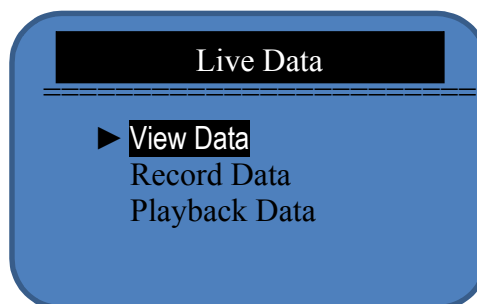 Live Data
==============================
► View Data
Record Data
Playback Data